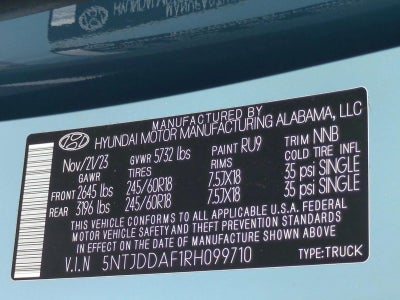 MANUFACTURED BY
HYUNDAI MOTOR MANUFACTURING ALABAMA, LLC
Nov/21/23 GVWR 5732 lbs PAINT RU9 TRIM NNB
GAWR TIRES RIMS COLD TIRE INFL
FRONT 2645 lbs 245/60R18 7.5JX18 35 psi SINGLE
REAR 3196 lbs 245/60R18 7.5JX18 35 psi SINGLE
THIS VEHICLE CONFORMS TO ALL APPLICABLE U.S.A. FEDERAL
MOTOR VEHICLE SAFETY AND THEFT PREVENTION STANDARDS
IN EFFECT ON THE DATE OF MANUFACTURE SHOWN ABOVE
V.I.N 5NTJDDAF1RH099710 TYPE:TRUCK